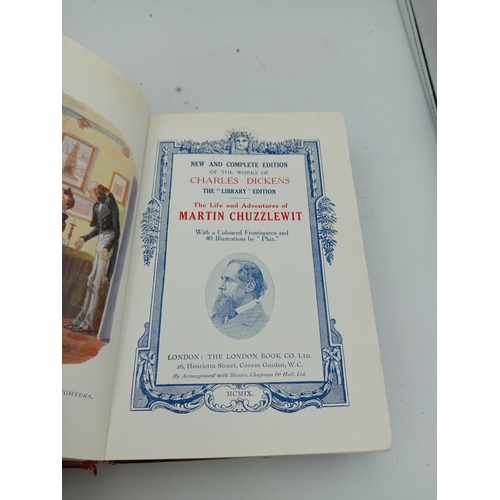 NEW AND COMPLETE EDITION
OF THE WORKS OF
CHARLES DICKENS
THE "LIBRARY" EDITION
The Life and Adventures of
MARTIN CHUZZLEWIT
With a Coloured Frontispiece and
40 Illustrations by "Phiz."
LONDON: THE LONDON BOOK CO. LTD.
26, Henrietta Street, Covent Garden, W.C.
By Arrangement with Messrs. Chapman & Hall, Ltd.
MCMIX.